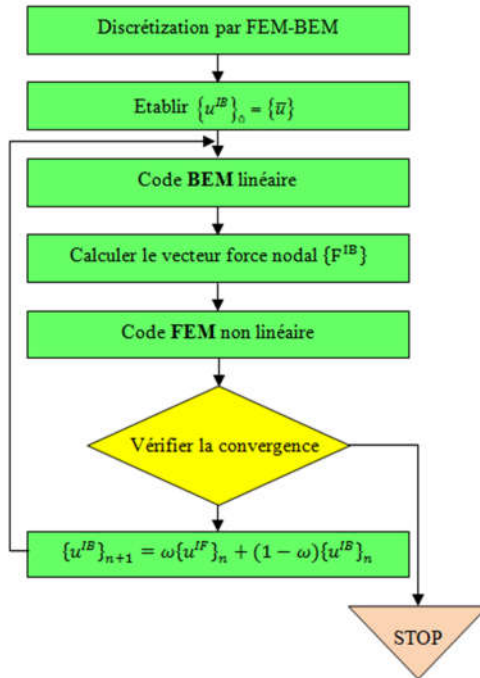 Discrétization par FEM-BEM
Etablir {u^IB}_0 = {ū}
Code BEM linéaire
Calculer le vecteur force nodal {F^IB}
Code FEM non linéaire
Vérifier la convergence
{u^IB}_n+1 = ω{u^IF}_n + (1 − ω){u^IB}_n
STOP